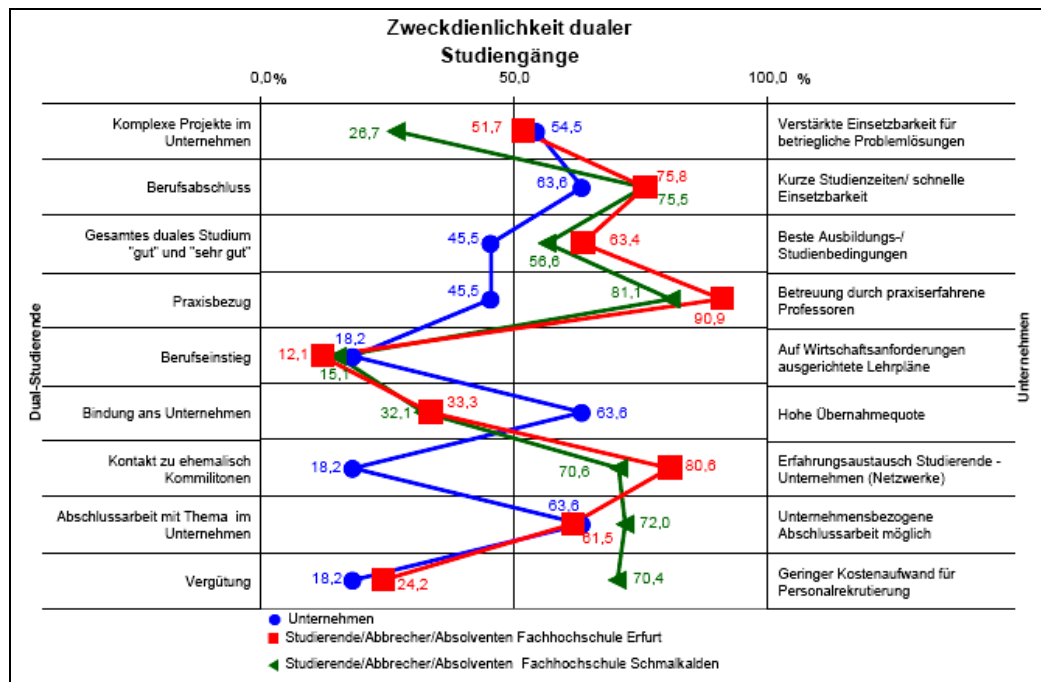 Zweckdienlichkeit dualer
Studiengänge
0,0 %
50,0
100,0 %
Dual-Studierende
Unternehmen
Komplexe Projekte im
Unternehmen
26,7
51,7
54,5
Verstärkte Einsetzbarkeit für
betriegliche Problemlösungen
Berufsabschluss
63,6
75,8
75,5
Kurze Studienzeiten/ schnelle
Einsetzbarkeit
Gesamtes duales Studium
"gut" und "sehr gut"
45,5
56,6
63,4
Beste Ausbildungs-/
Studienbedingungen
Praxisbezug
45,5
81,1
90,9
Betreuung durch praxiserfahrene
Professoren
Berufseinstieg
12,1
15,1
18,2
Auf Wirtschaftsanforderungen
ausgerichtete Lehrpläne
Bindung ans Unternehmen
32,1
33,3
63,6
Hohe Übernahmequote
Kontakt zu ehemalisch
Kommilitonen
18,2
70,6
80,6
Erfahrungsaustausch Studierende -
Unternehmen (Netzwerke)
Abschlussarbeit mit Thema im
Unternehmen
63,6
61,5
72,0
Unternehmensbezogene
Abschlussarbeit möglich
Vergütung
18,2
24,2
70,4
Geringer Kostenaufwand für
Personalrekrutierung
Unternehmen
Studierende/Abbrecher/Absolventen Fachhochschule Erfurt
Studierende/Abbrecher/Absolventen Fachhochschule Schmalkalden